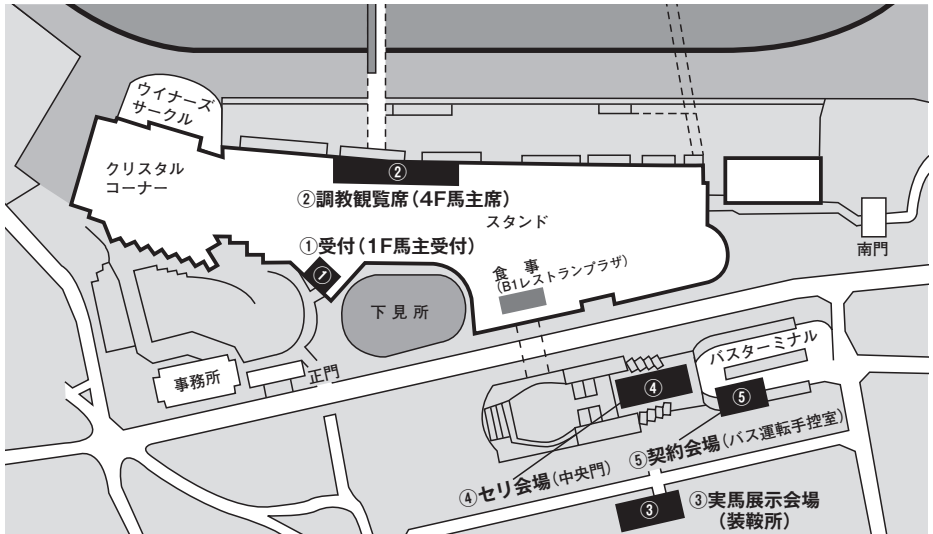 ウイナーズ
サークル
クリスタル
コーナー
②
②調教観覧席（4F馬主席）
スタンド
①受付（1F馬主受付）
①
食 事
（B1レストランプラザ）
南門
下 見 所
バスターミナル
事務所
正門
④
⑤
⑤契約会場（バス運転手控室）
④セリ会場（中央門）
③
③実馬展示会場
（装鞍所）